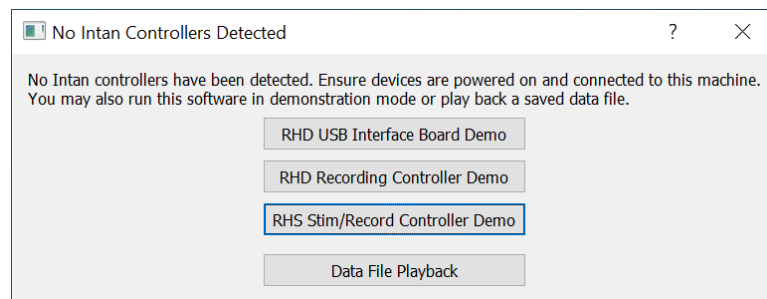 No Intan Controllers Detected
No Intan controllers have been detected. Ensure devices are powered on and connected to this machine.
You may also run this software in demonstration mode or play back a saved data file.
RHD USB Interface Board Demo
RHD Recording Controller Demo
RHS Stim/Record Controller Demo
Data File Playback